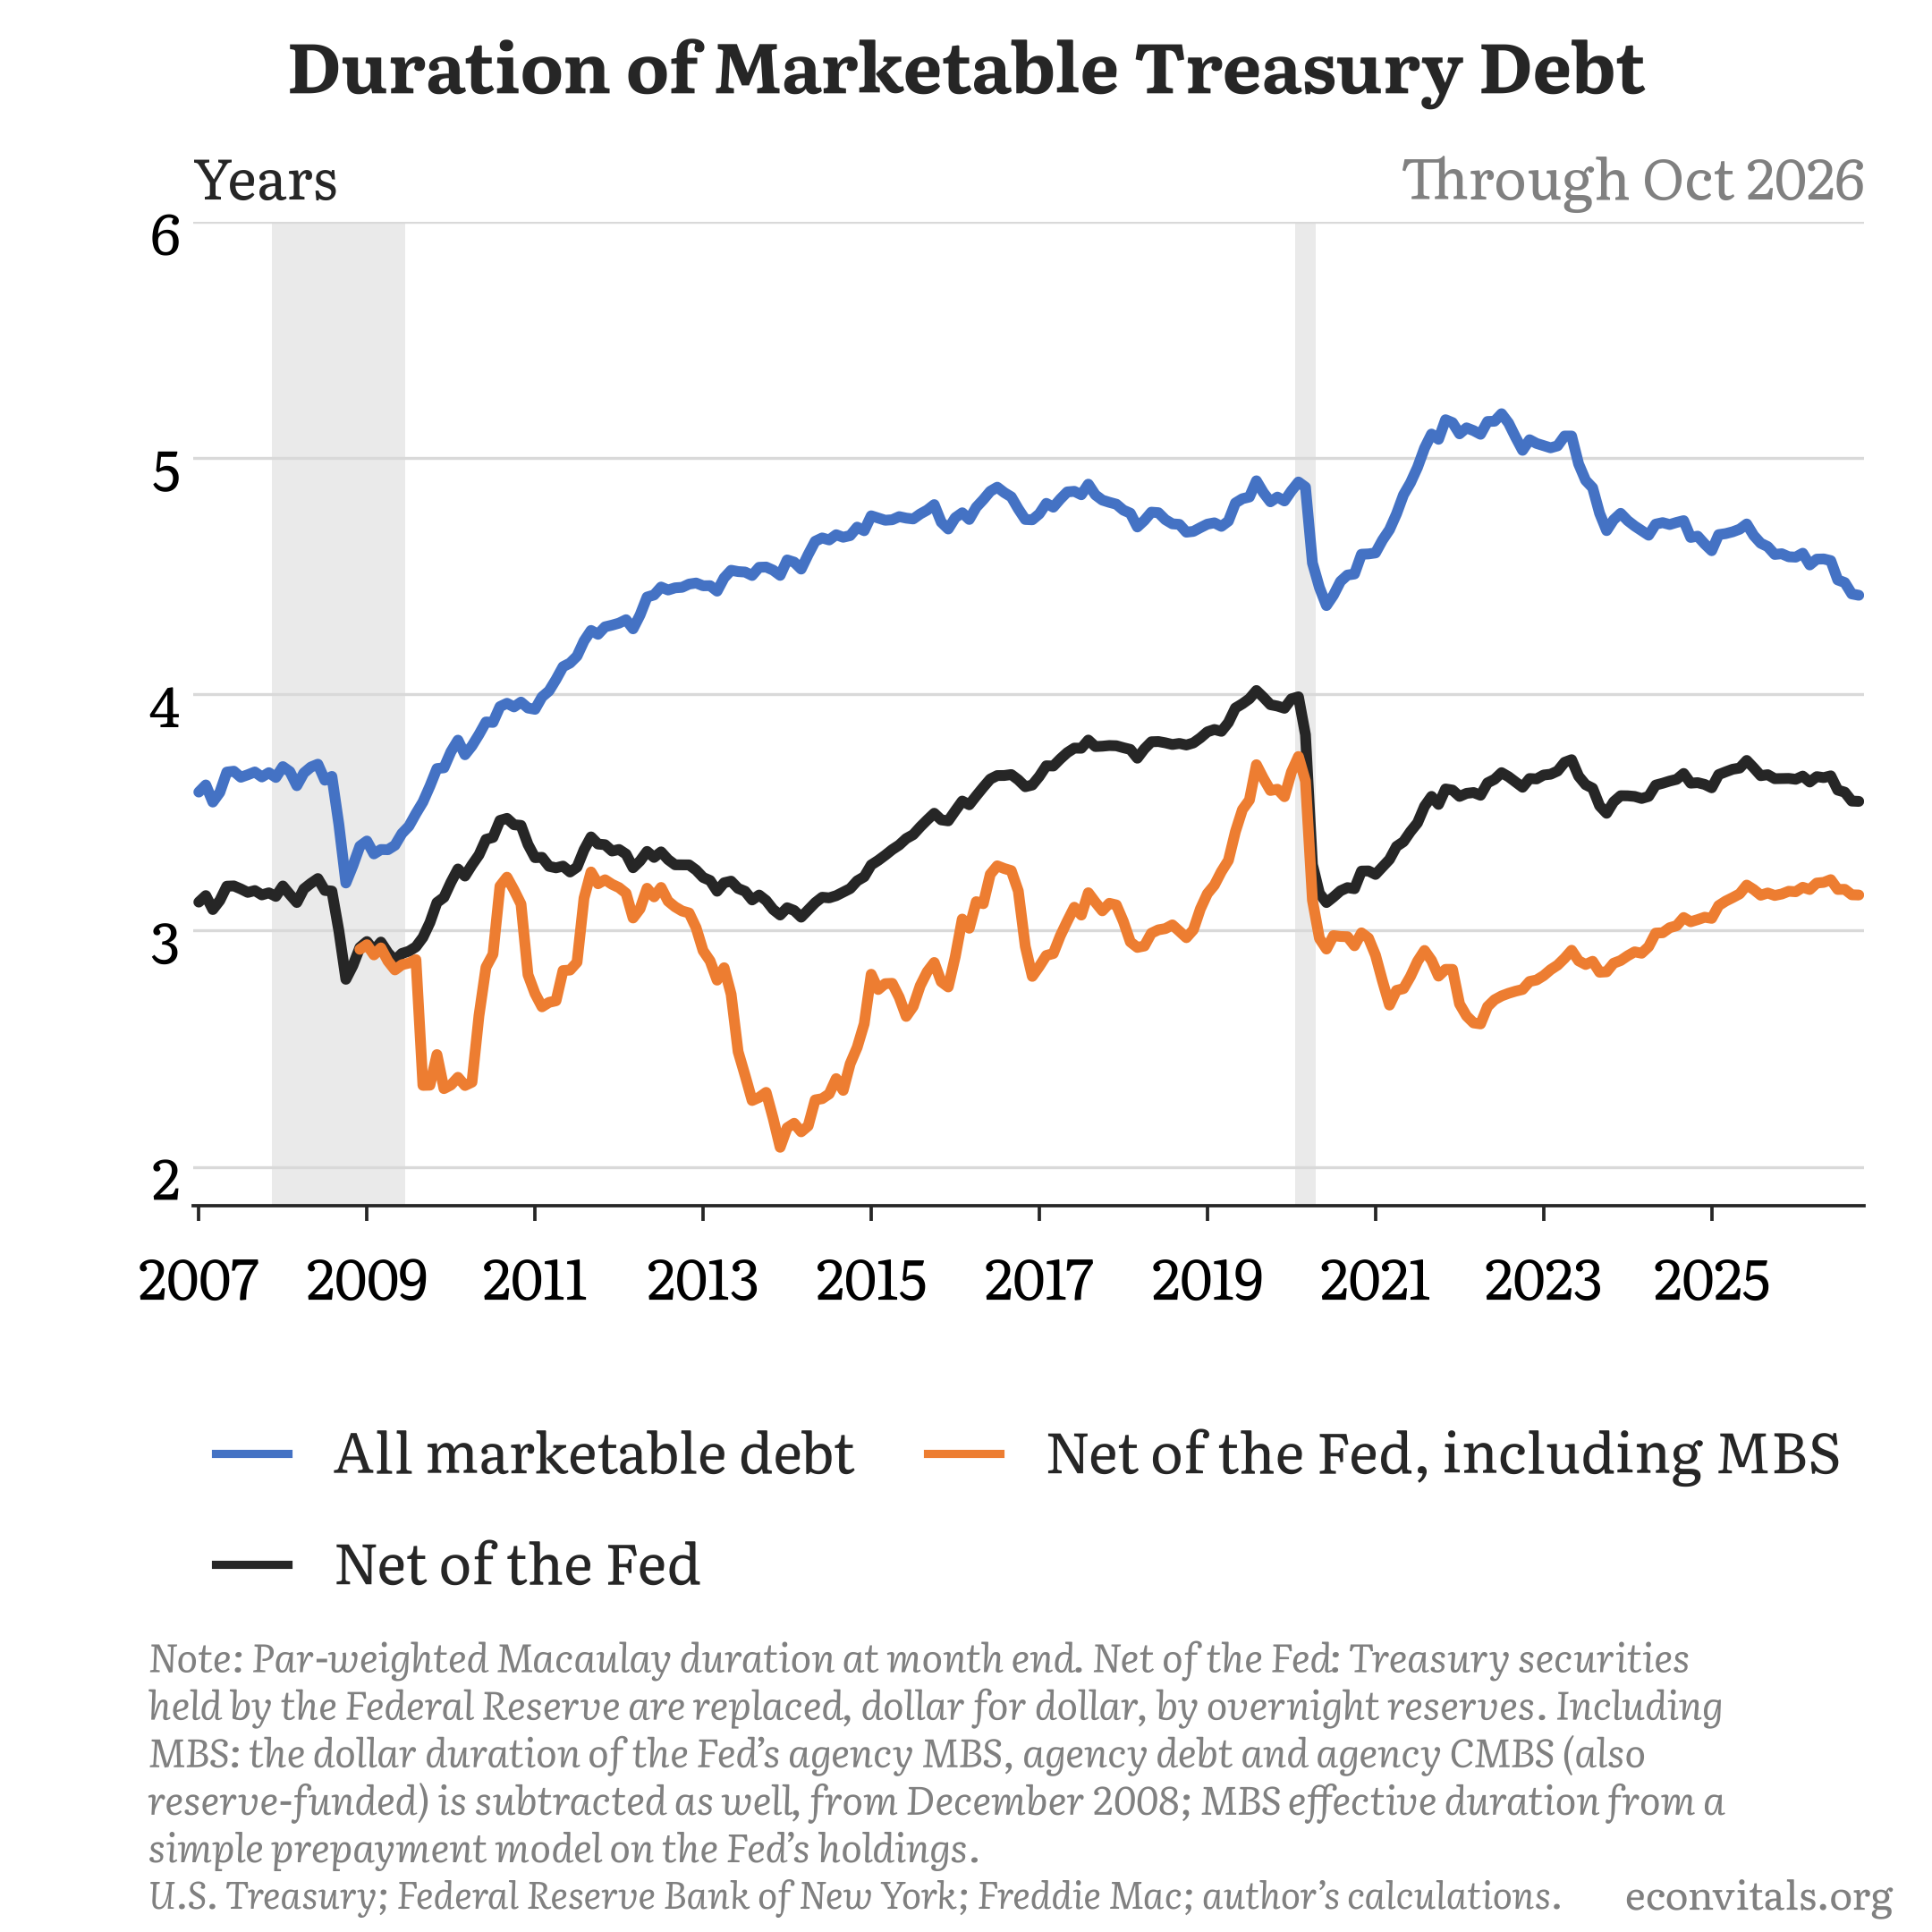 Duration of Marketable Treasury Debt
Years
Through Oct 2026
6
5
4
3
2
2007 2009 2011 2013 2015 2017 2019 2021 2023 2025
All marketable debt
Net of the Fed, including MBS
Net of the Fed
Note: Par-weighted Macaulay duration at month end. Net of the Fed: Treasury securities
held by the Federal Reserve are replaced, dollar for dollar, by overnight reserves. Including
MBS: the dollar duration of the Fed's agency MBS, agency debt and agency CMBS (also
reserve-funded) is subtracted as well, from December 2008; MBS effective duration from a
simple prepayment model on the Fed's holdings.
U.S. Treasury; Federal Reserve Bank of New York; Freddie Mac; author's calculations.
econvitals.org